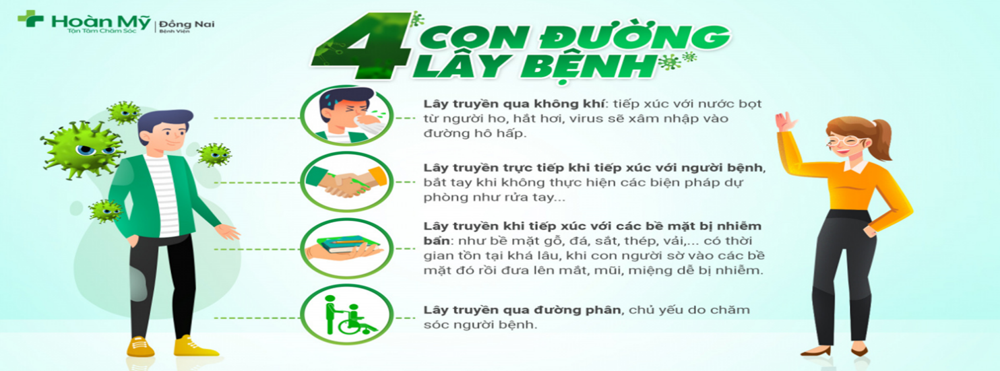 Hoàn Mỹ
Tận Tâm Chăm Sóc
Đồng Nai
Bệnh Viện
4 CON ĐƯỜNG
LÂY BỆNH
Lây truyền qua không khí: tiếp xúc với nước bọt
từ người ho, hắt hơi, virus sẽ xâm nhập vào
đường hô hấp.
Lây truyền trực tiếp khi tiếp xúc với người bệnh,
bắt tay khi không thực hiện các biện pháp dự
phòng như rửa tay...
Lây truyền khi tiếp xúc với các bề mặt bị nhiễm
bẩn: như bề mặt gỗ, đá, sắt, thép, vải,... có thời
gian tồn tại khá lâu, khi con người sờ vào các bề
mặt đó rồi đưa lên mắt, mũi, miệng dễ bị nhiễm.
Lây truyền qua đường phân, chủ yếu do chăm
sóc người bệnh.